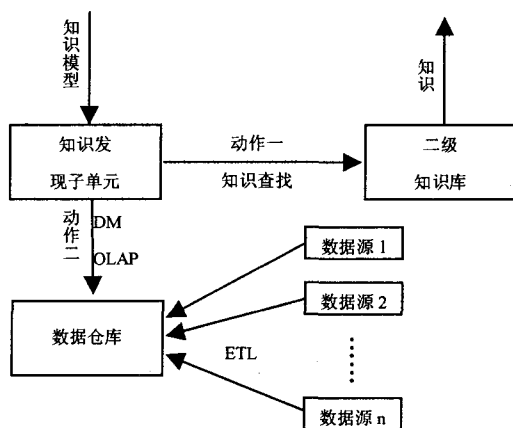 知识模型
知识
知识发
现子单元
动作一
知识查找
二级
知识库
动作二
DM
OLAP
数据源 1
数据源 2
数据仓库
ETL
数据源 n